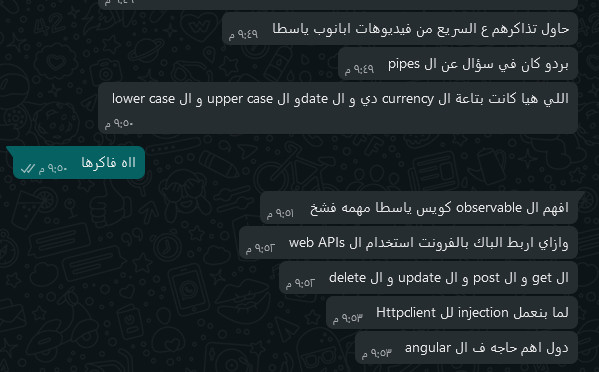 حاول تذاكرهم ع السريع من فيديوهات ابانوب ياسطا ٩:٤٩ م
بردو كان في سؤال عن ال pipes ٩:٤٩ م
اللي هيا كانت بتاعة ال currency دي و ال dateو ال upper case و ال lower case
٩:٥٠ م
ااه فاكرها ٩:٥٠ م
افهم ال observable كويس ياسطا مهمه فشخ ٩:٥١ م
وازاي اربط الباك بالفرونت استخدام ال web APIs ٩:٥٢ م
ال get و ال post و ال update و ال delete ٩:٥٢ م
لما بنعمل injection لل Httpclient ٩:٥٣ م
دول اهم حاجه ف ال angular ٩:٥٣ م